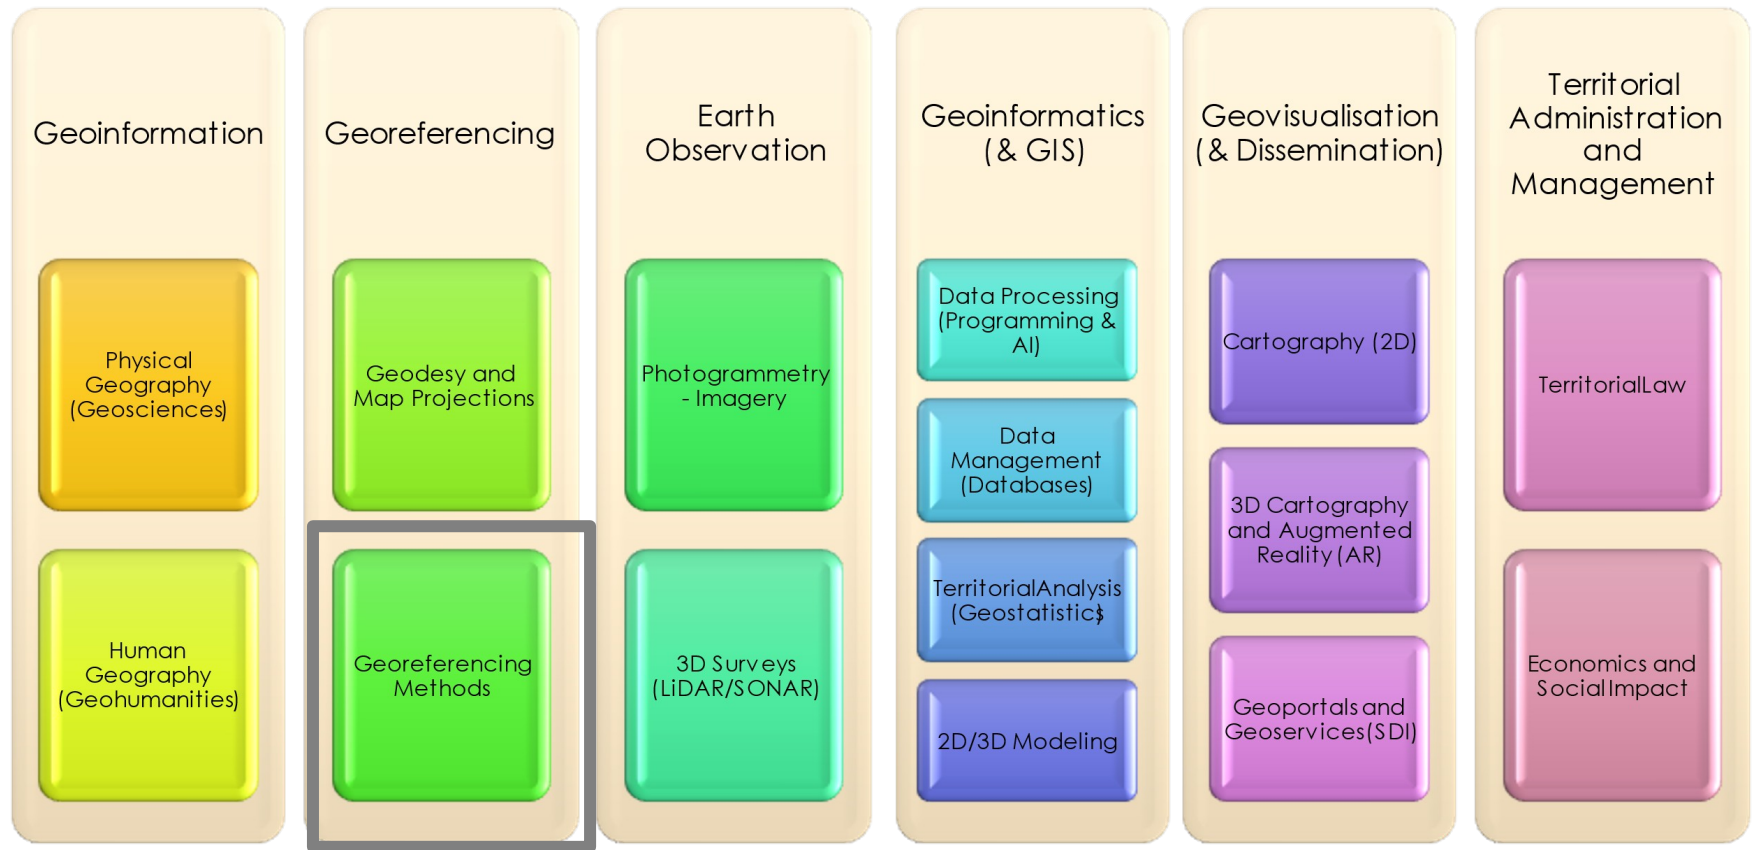 Geoinformation
Physical
Geography
(Geosciences)
Human
Geography
(Geohumanities)
Georeferencing
Geodesy and
Map Projections
Georeferencing
Methods
Earth
Observation
Photogrammetry
- Imagery
3D Surveys
(LiDAR/SONAR)
Geoinformatics
(& GIS)
Data Processing
(Programming &
AI)
Data
Management
(Databases)
TerritorialAnalysis
(Geostatistics)
2D/3D Modeling
Geovisualisation
(& Dissemination)
Cartography (2D)
3D Cartography
and Augmented
Reality (AR)
Geoportals and
Geoservices(SDI)
Territorial
Administration
and
Management
TerritorialLaw
Economics and
Social Impact